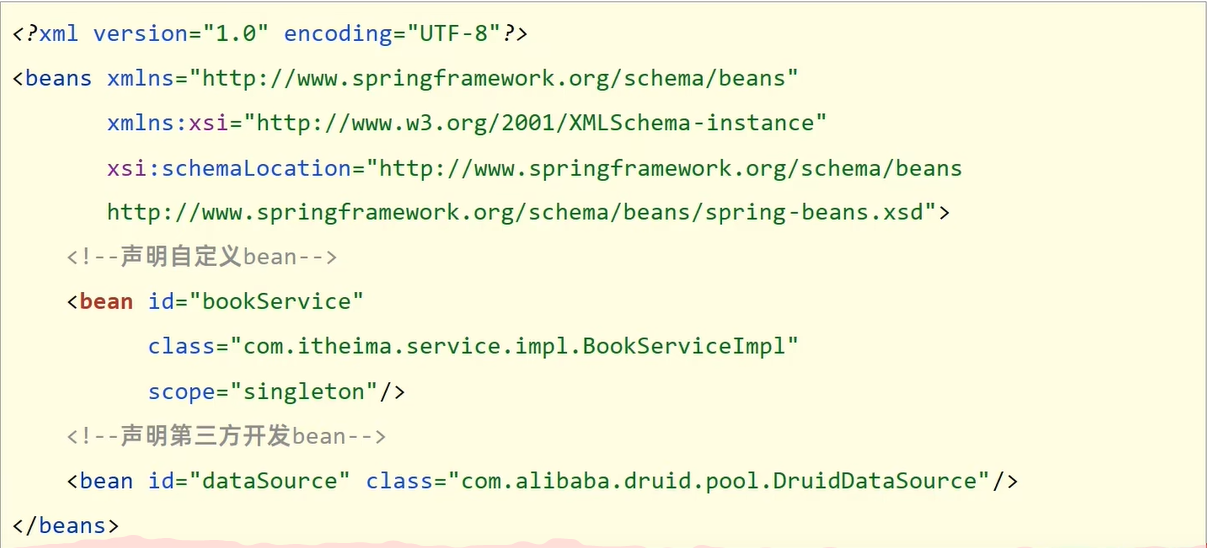 <?xml version="1.0" encoding="UTF-8"?>
<beans xmlns="http://www.springframework.org/schema/beans"
xmlns:xsi="http://www.w3.org/2001/XMLSchema-instance"
xsi:schemaLocation="http://www.springframework.org/schema/beans
http://www.springframework.org/schema/beans/spring-beans.xsd">
<!--声明自定义bean-->
<bean id="bookService"
class="com.itheima.service.impl.BookServiceImpl"
scope="singleton"/>
<!--声明第三方开发bean-->
<bean id="dataSource" class="com.alibaba.druid.pool.DruidDataSource"/>
</beans>